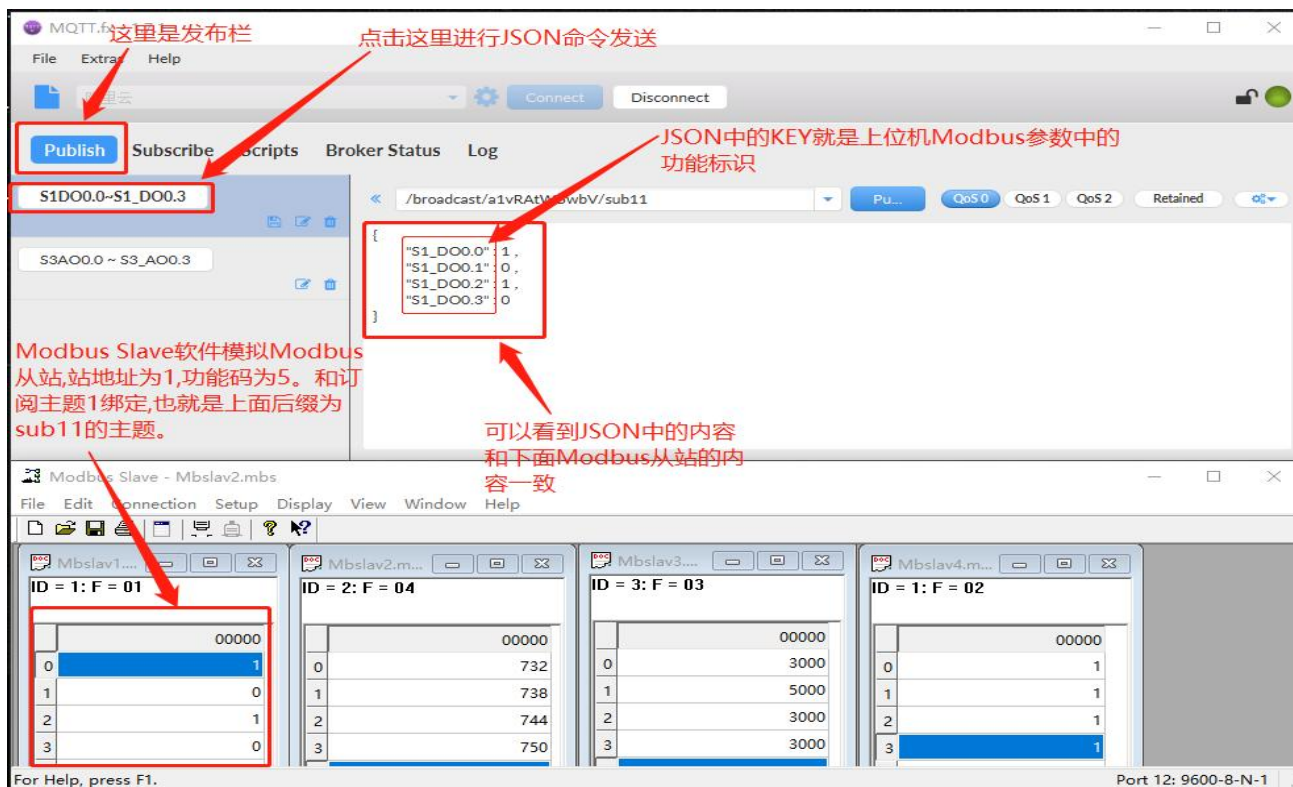 MQTT.fx
这里是发布栏
点击这里进行JSON命令发送
File Extras Help
Connect Disconnect
Publish Subscribe Scripts Broker Status Log
JSON中的KEY就是上位机Modbus参数中的
功能标识
S1DO0.0~S1_DO0.3
« /broadcast/a1vRAtW wbV/sub11 Pu... QoS 0 QoS 1 QoS 2 Retained
S3AO0.0 ~ S3_AO0.3
{
"S1_DO0.0" : 1 ,
"S1_DO0.1" : 0 ,
"S1_DO0.2" : 1 ,
"S1_DO0.3" : 0
}
Modbus Slave软件模拟Modbus
从站,站地址为1,功能码为5。和订
阅主题1绑定,也就是上面后缀为
sub11的主题。
可以看到JSON中的内容
和下面Modbus从站的内
容一致
Modbus Slave - Mbslav2.mbs
File Edit Connection Setup Display View Window Help
Mbslav1.... Mbslav2.m... Mbslav3.... Mbslav4.m...
ID = 1: F = 01 ID = 2: F = 04 ID = 3: F = 03 ID = 1: F = 02
00000 00000 00000 00000
0 1 0 732 0 3000 0 1
1 0 1 738 1 5000 1 1
2 1 2 744 2 3000 2 1
3 0 3 750 3 3000 3 1
For Help, press F1. Port 12: 9600-8-N-1